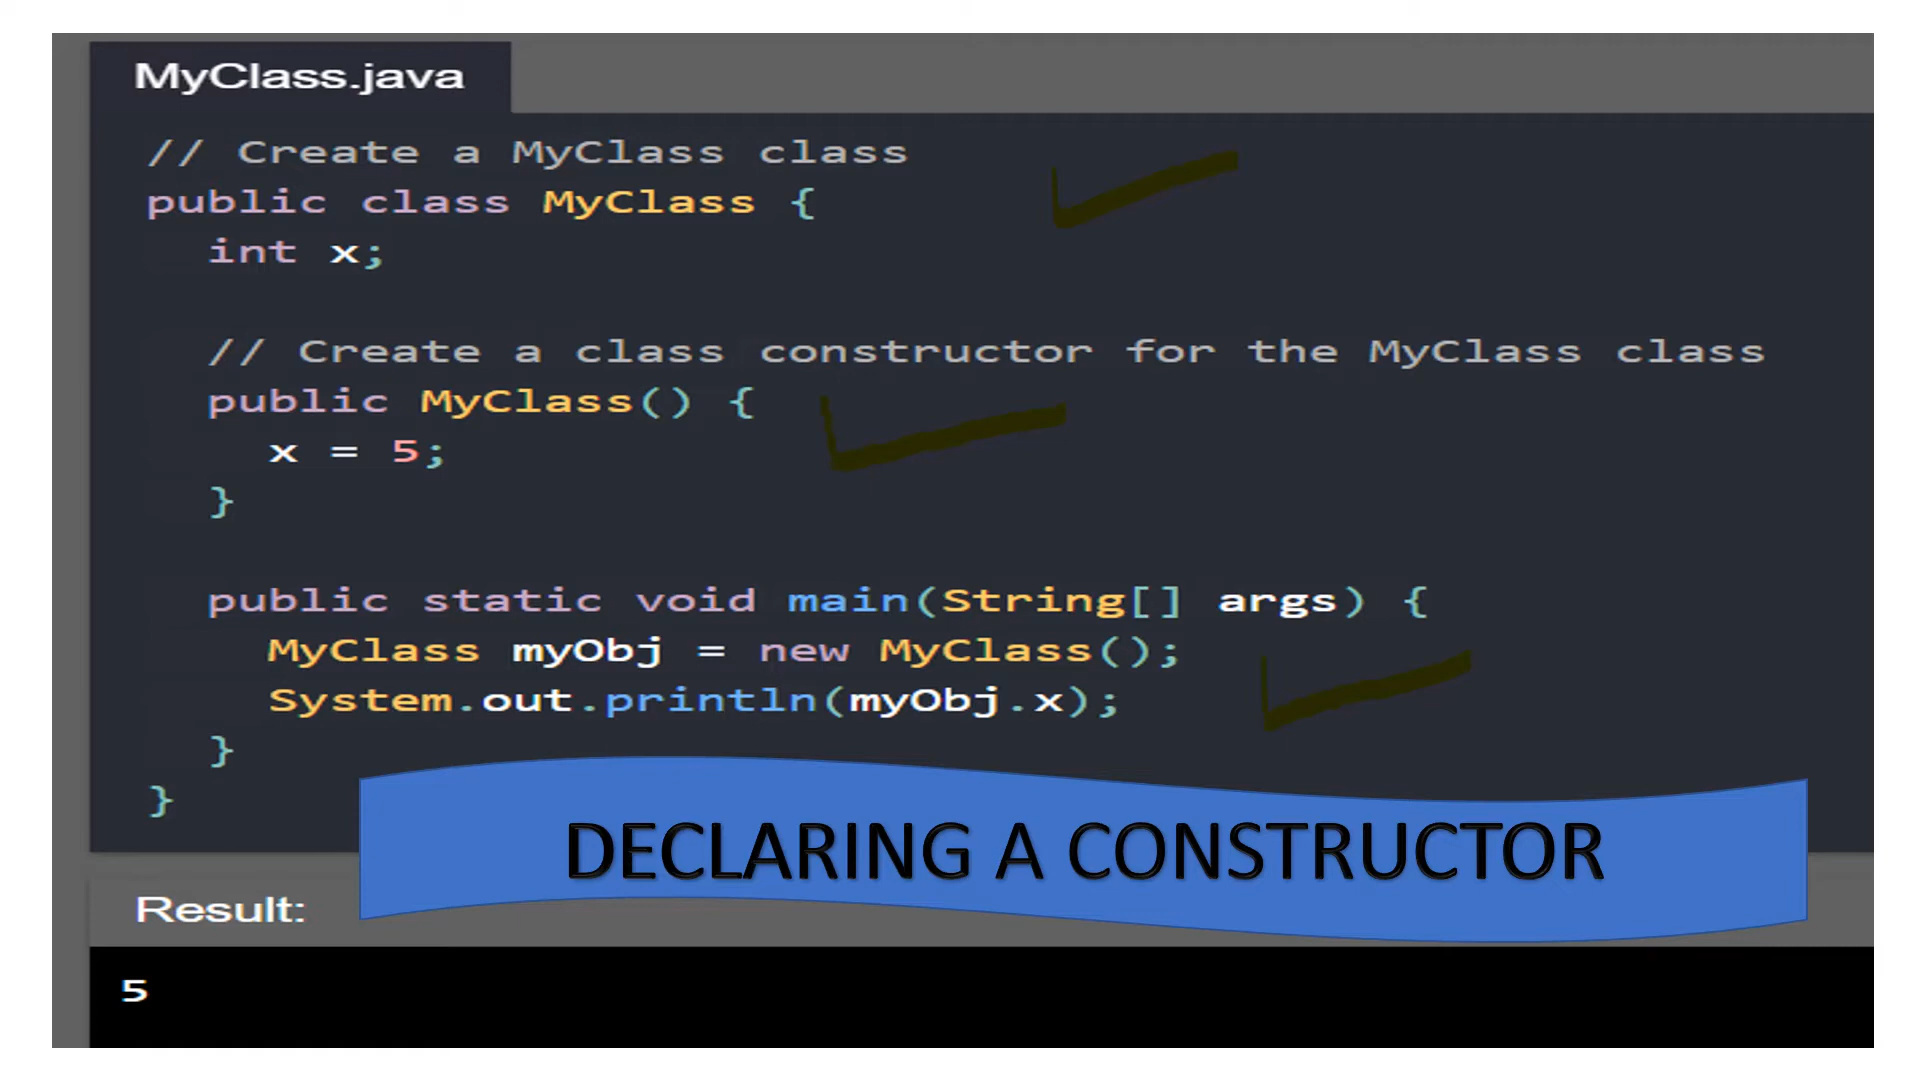 MyClass.java
// Create a MyClass class
public class MyClass {
int x;
// Create a class constructor for the MyClass class
public MyClass() {
x = 5;
}
public static void main(String[] args) {
MyClass myObj = new MyClass();
System.out.println(myObj.x);
}
}
DECLARING A CONSTRUCTOR
Result:
5